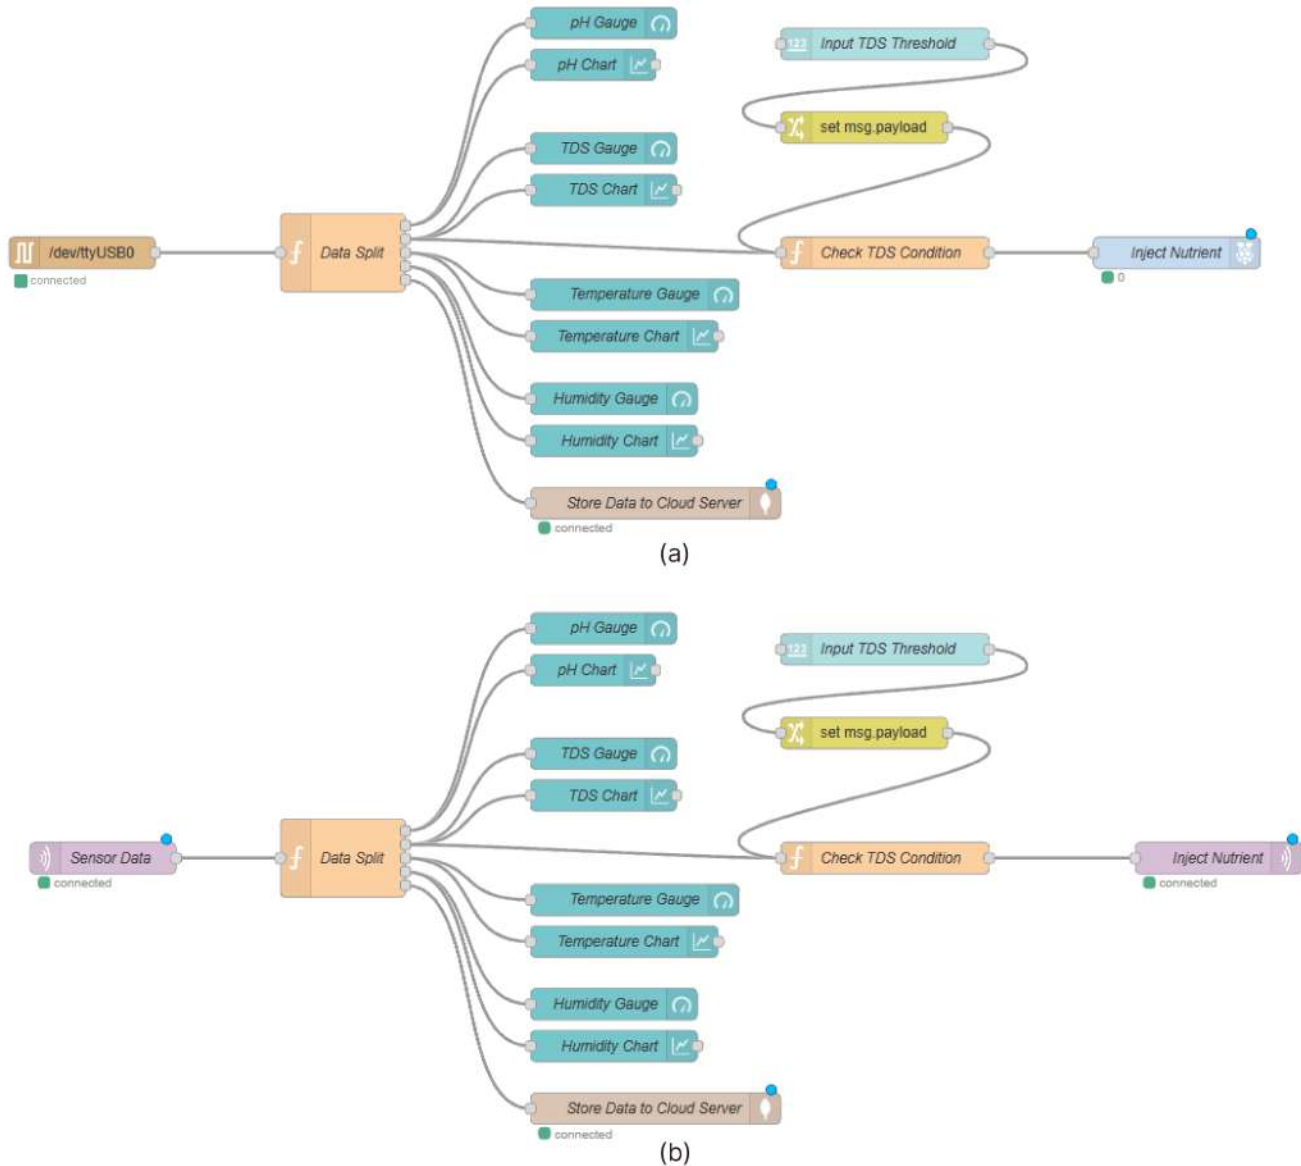 pH Gauge
Input TDS Threshold
123
pH Chart
set msg.payload
TDS Gauge
TDS Chart
/dev/ttyUSB0
connected
Data Split
Check TDS Condition
Inject Nutrient
0
Temperature Gauge
Temperature Chart
Humidity Gauge
Humidity Chart
Store Data to Cloud Server
connected
(a)
pH Gauge
123
Input TDS Threshold
pH Chart
set msg.payload
TDS Gauge
TDS Chart
Sensor Data
connected
Data Split
Check TDS Condition
Inject Nutrient
connected
Temperature Gauge
Temperature Chart
Humidity Gauge
Humidity Chart
Store Data to Cloud Server
connected
(b)